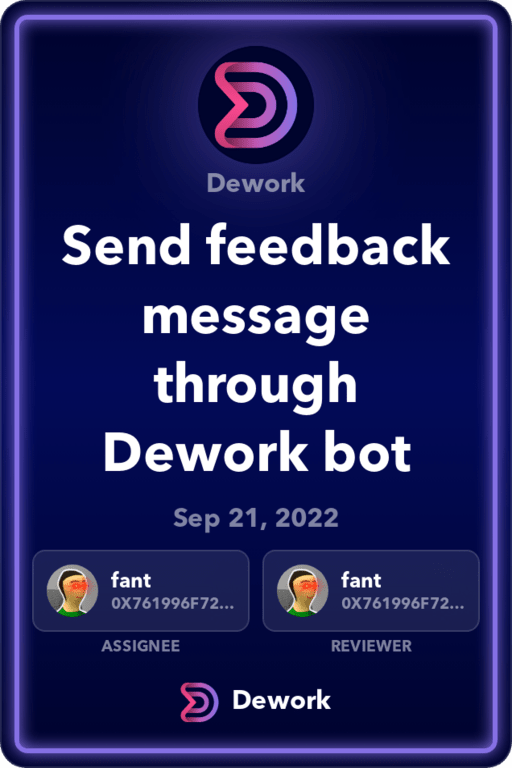 Dework
Send feedback
message
through
Dework bot
Sep 21, 2022
fant
0X761996F72...
ASSIGNEE
fant
0X761996F72...
REVIEWER
Dework